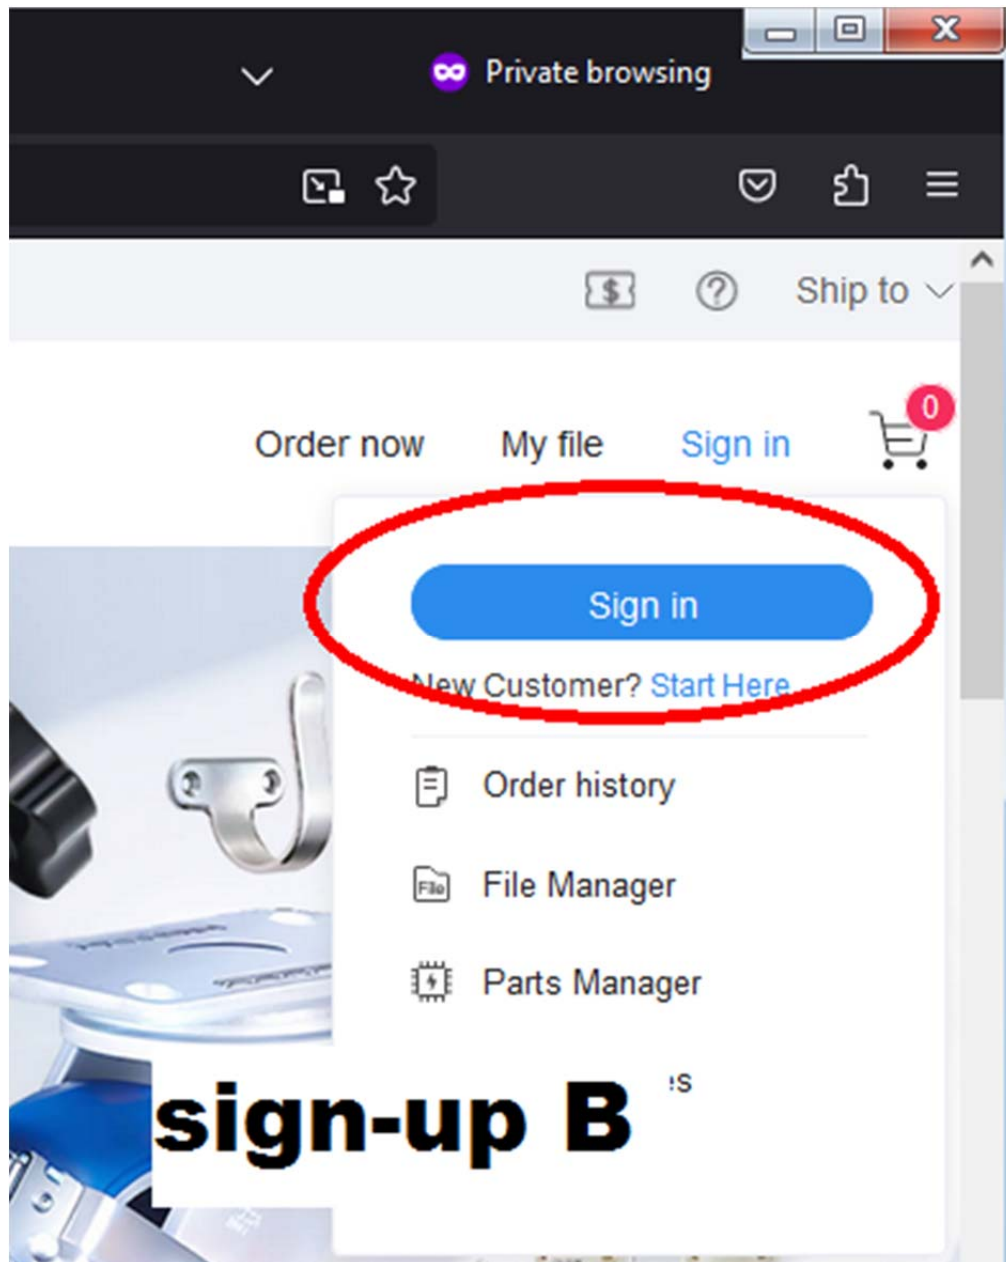 Private browsing
$
?
Ship to
0
Order now My file Sign in
Sign in
New Customer? Start Here
Order history
File
File Manager
Parts Manager
sign-up B